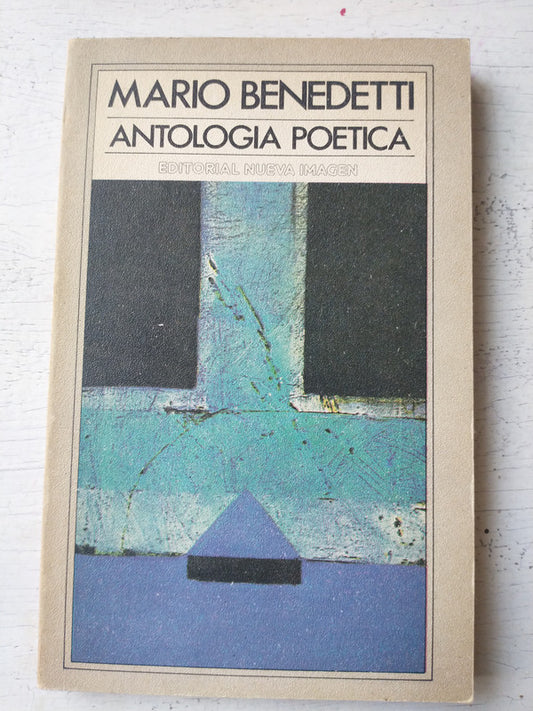 MARIO BENEDETTI
ANTOLOGIA POETICA
EDITORIAL NUEVA IMAGEN